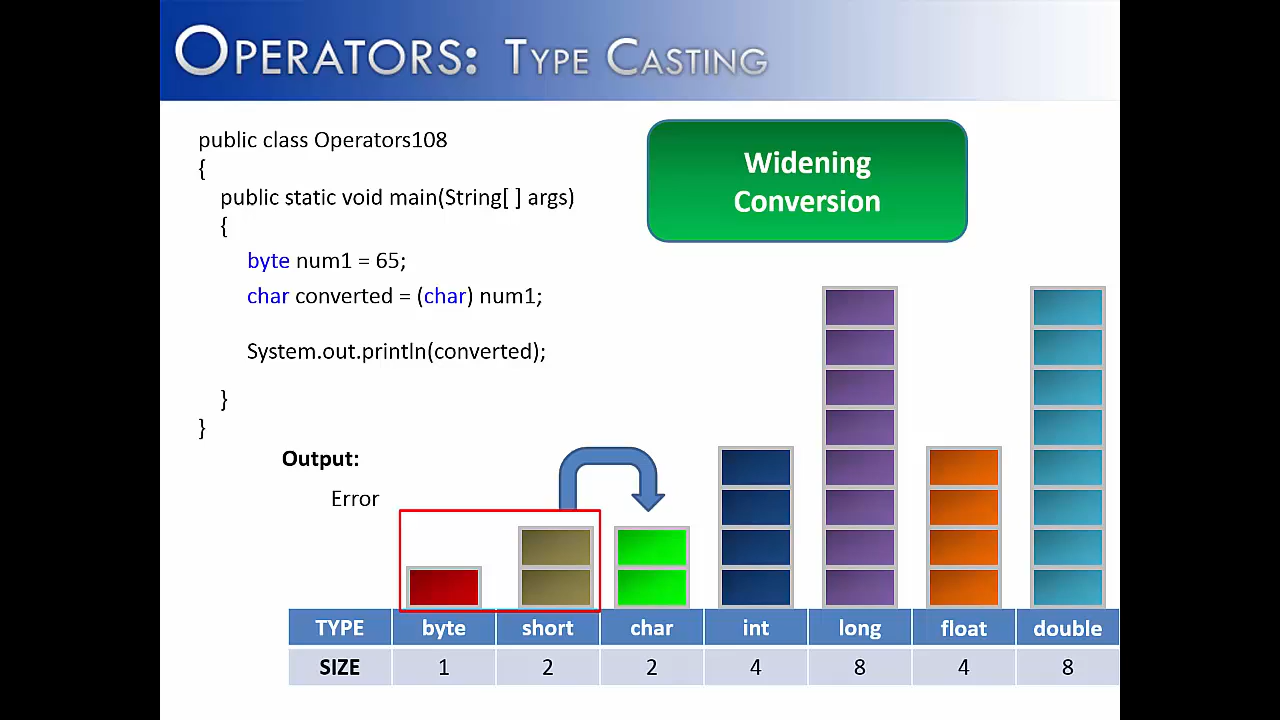 OPERATORS: TYPE CASTING
public class Operators108
{
public static void main(String[ ] args)
{
byte num1 = 65;
char converted = (char) num1;
System.out.println(converted);
}
}
Widening
Conversion
Output:
Error
TYPE byte short char int long float double
SIZE 1 2 2 4 8 4 8